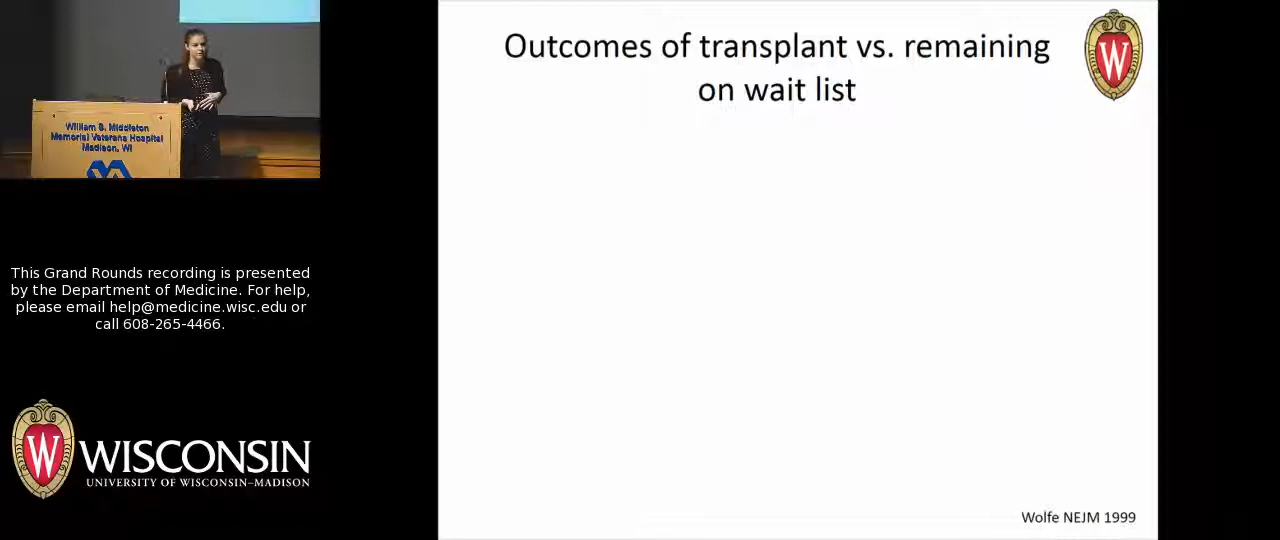 William S. Middleton
Memorial Veterans Hospital
Madison, WI
This Grand Rounds recording is presented
by the Department of Medicine. For help,
please email help@medicine.wisc.edu or
call 608-265-4466.
W
WISCONSIN
UNIVERSITY OF WISCONSIN–MADISON
Outcomes of transplant vs. remaining
on wait list
W
Wolfe NEJM 1999